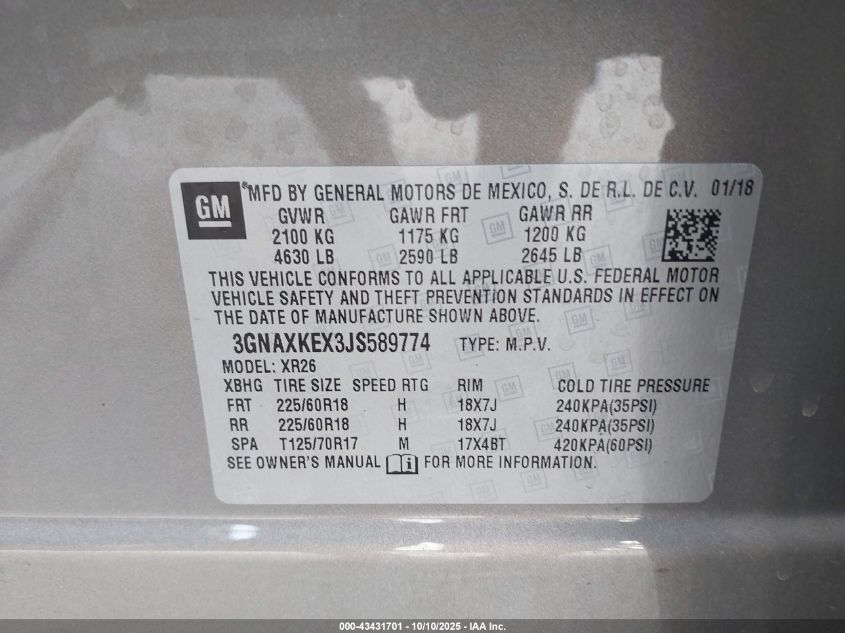 GM *MFD BY GENERAL MOTORS DE MEXICO, S. DE R.L. DE C.V. 01/18
GVWR GAWR FRT GAWR RR
2100 KG 1175 KG 1200 KG
4630 LB 2590 LB 2645 LB
THIS VEHICLE CONFORMS TO ALL APPLICABLE U.S. FEDERAL MOTOR
VEHICLE SAFETY AND THEFT PREVENTION STANDARDS IN EFFECT ON
THE DATE OF MANUFACTURE SHOWN ABOVE.
3GNAXKEX3JS589774 TYPE: M.P.V.
MODEL: XR26
XBHG TIRE SIZE SPEED RTG RIM COLD TIRE PRESSURE
FRT 225/60R18 H 18X7J 240KPA(35PSI)
RR 225/60R18 H 18X7J 240KPA(35PSI)
SPA T125/70R17 M 17X4BT 420KPA(60PSI)
SEE OWNER'S MANUAL FOR MORE INFORMATION.
000-43431701 - 10/10/2025 - IAA Inc.